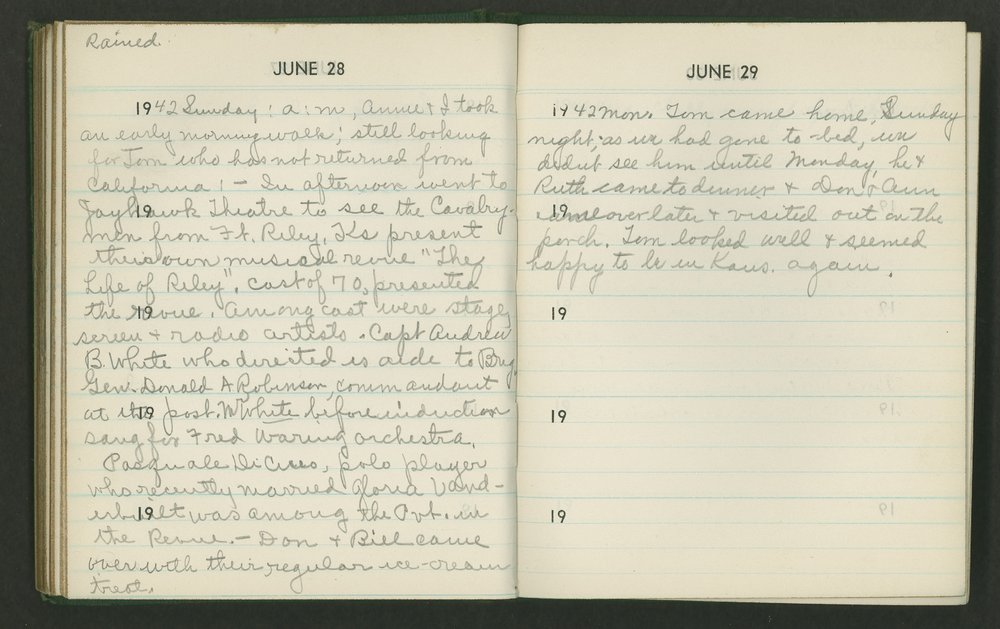 Rained.
JUNE 28
1942 Sunday: a:m, Annie & I took
an early morning walk; still looking
for Tom who has not returned from
California! - In afternoon went to
Jayhawk Theatre to see the Cavalry-
19
men from Ft. Riley, Ks present
their own musical revue "The
Life of Riley", cast of 70, presented
the revue. Among cast were stage,
19
screen & radio artists. Capt Andrew
B. White who directed is aide to Brig.
Gen. Donald A Robinson, commandant
at the post. Mr White before induction
19
sang for Fred Waring orchestra.
Pasquale DiCicco, polo player
who recently married Gloria Vand-
erbuilt was among the Pvt. in
19
the Revue. - Don & Bill came
over with their regular ice-cream
treat.
JUNE 29
1942 Mon. Tom came home, Sunday
night, as we had gone to bed, we
didnt see him until Monday, he &
Ruth came to dinner & Don & Ann
came over later & visited out on the
19
porch. Tom looked well & seemed
happy to be in Kans. again.
19
19
19